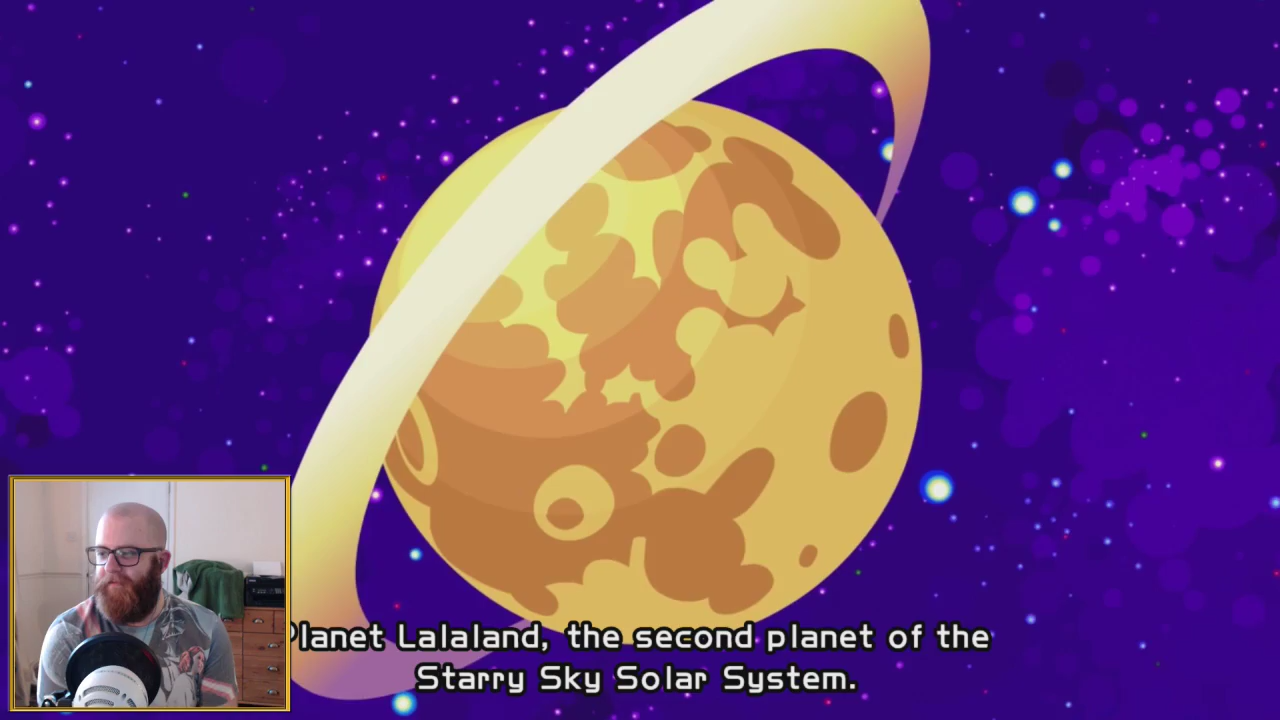 Planet Lalaland, the second planet of the
Starry Sky Solar System.